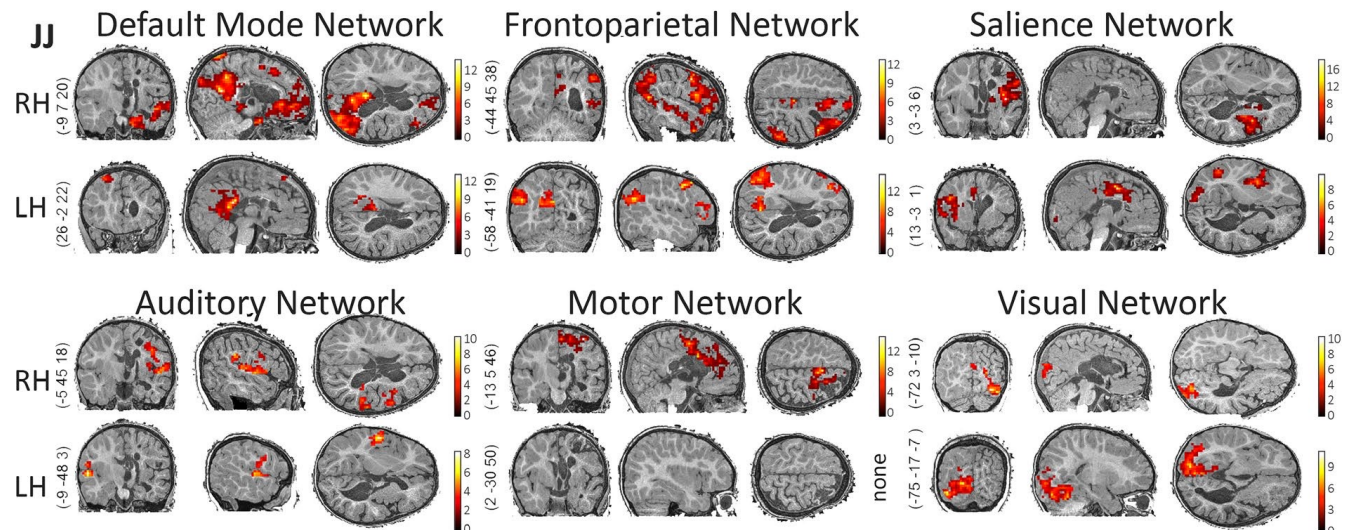 JJ
Default Mode Network
Frontoparietal Network
Salience Network
RH
(-9 7 20)
12
9
6
3
0
(-44 45 38)
12
9
6
3
0
(3 -3 6)
16
12
8
4
0
LH
(26 -2 22)
12
9
6
3
0
(-58 -41 19)
12
8
4
0
(13 -3 1)
8
6
4
2
0
Auditory Network
Motor Network
Visual Network
RH
(-5 45 18)
10
8
6
4
2
0
(-13 5 46)
12
8
4
0
(-72 3 -10)
10
8
6
4
2
0
LH
(-9 -48 3)
8
6
4
2
0
(2 -30 50)
none
(-75 -17 -7)
9
6
3
0